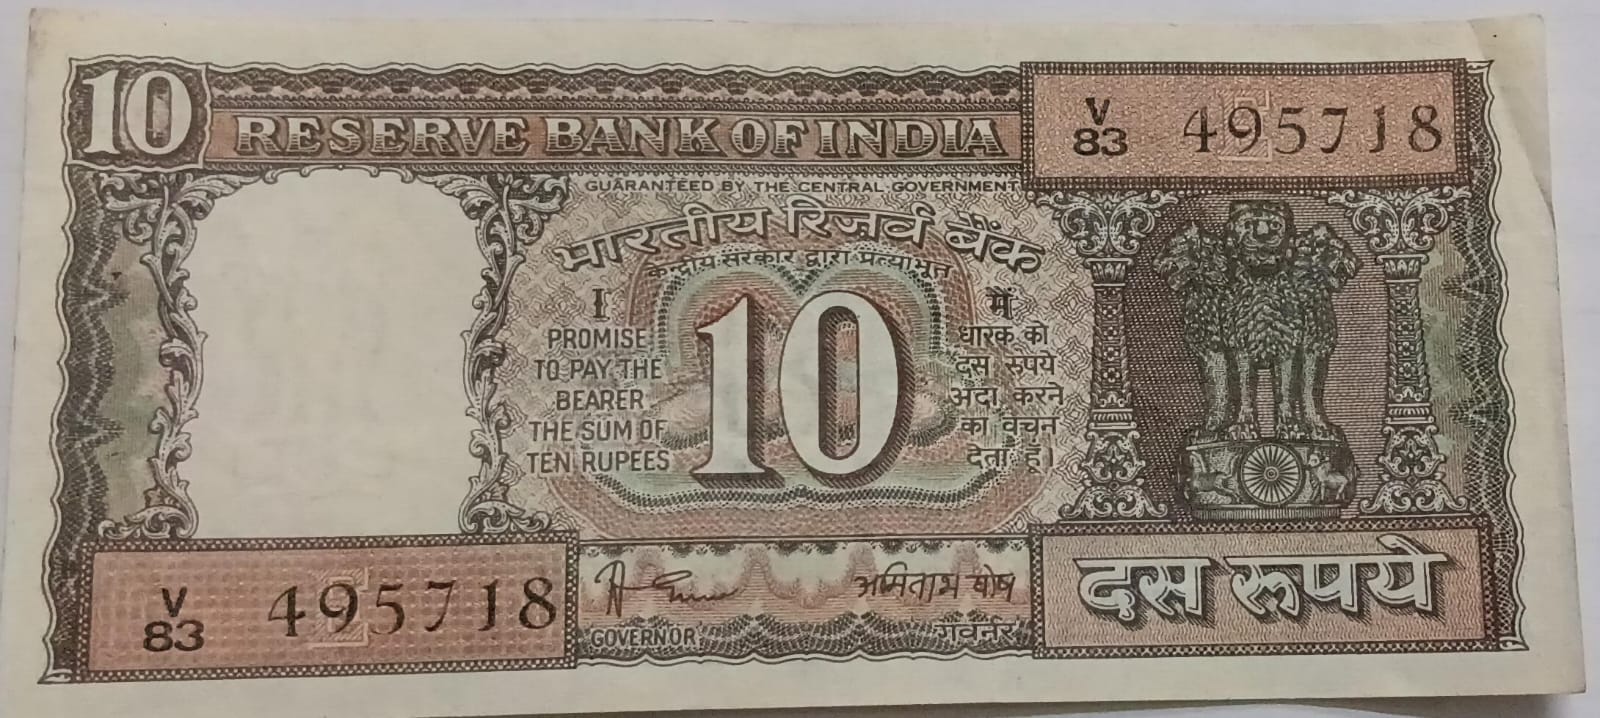 10
RESERVE BANK OF INDIA
V
83 495718
GUARANTEED BY THE CENTRAL GOVERNMENT
भारतीय रिज़र्व बैंक
केन्द्रीय सरकार द्वारा प्रत्याभूत
I
PROMISE
TO PAY THE
BEARER
THE SUM OF
TEN RUPEES
10
मैं
धारक को
दस रुपये
अदा करने
का वचन
देता हूं।
V
83 495718
E
E
अमिताभ घोष
GOVERNOR
गवर्नर
दस रुपये